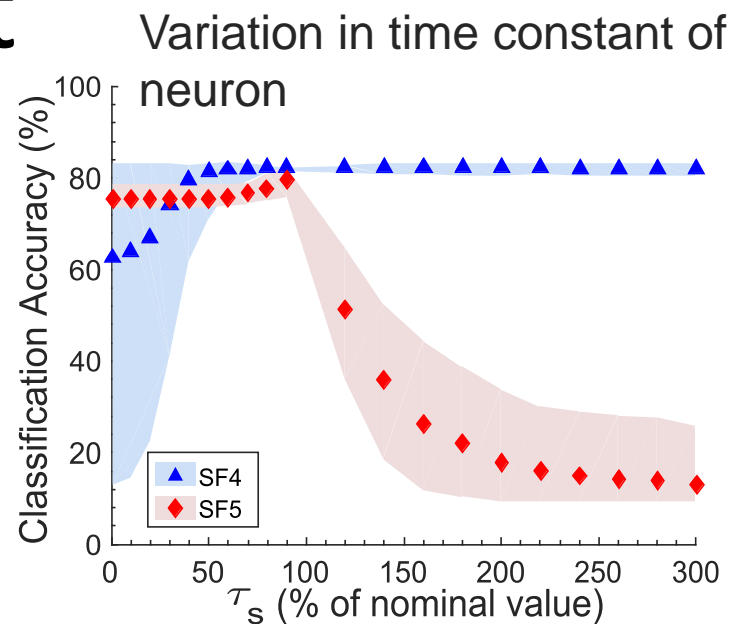 Variation in time constant of
neuron
Classification Accuracy (%)
100
80
60
40
20
0
SF4
SF5
0 50 100 150 200 250 300
τs (% of nominal value)